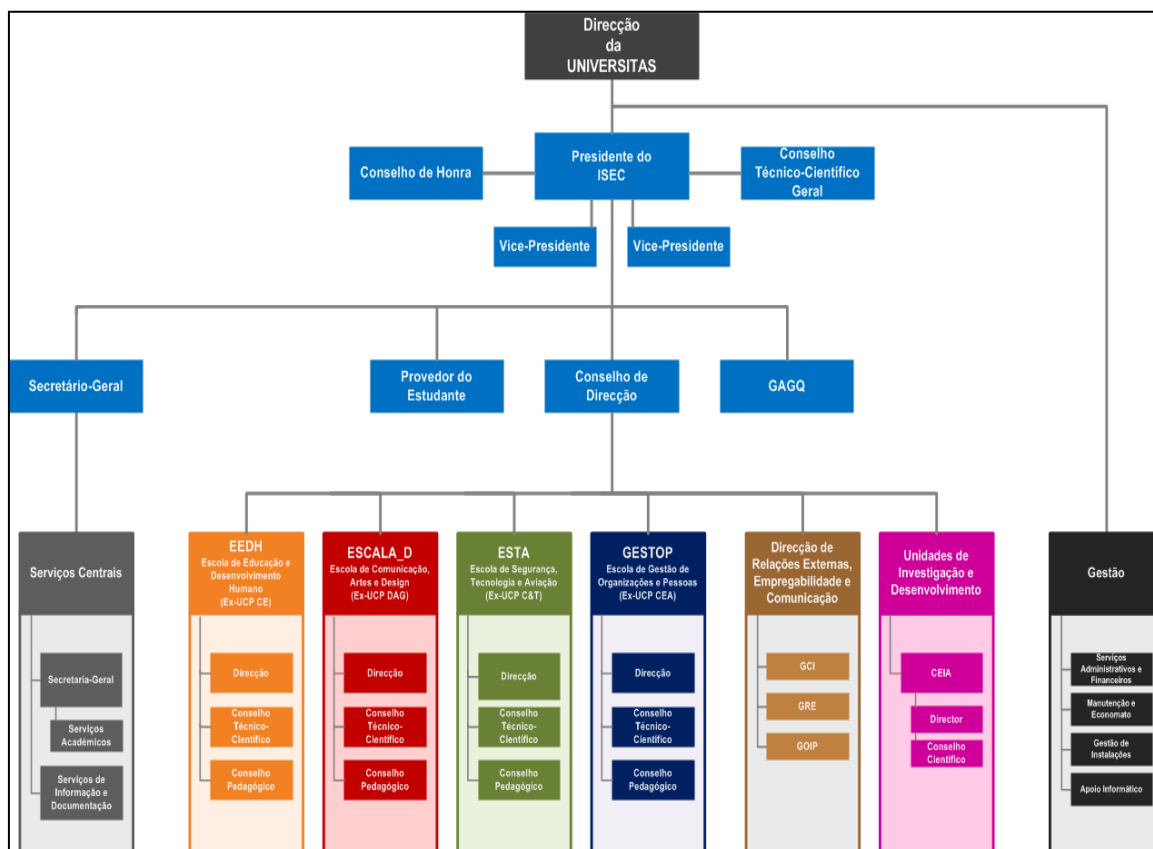 Direcção
da
UNIVERSITAS
Conselho de Honra
Presidente do
ISEC
Conselho
Técnico-Científico
Geral
Vice-Presidente
Vice-Presidente
Secretário-Geral
Provedor do
Estudante
Conselho de
Direcção
GAGQ
Serviços Centrais
Secretaria-Geral
Serviços
Académicos
Serviços de
Informação e
Documentação
EEDH
Escola de Educação e
Desenvolvimento
Humano
(Ex-UCP CE)
Direcção
Conselho
Técnico-
Científico
Conselho
Pedagógico
ESCALA_D
Escola de Comunicação,
Artes e Design
(Ex-UCP DAG)
Direcção
Conselho
Técnico-
Científico
Conselho
Pedagógico
ESTA
Escola de Segurança,
Tecnologia e Aviação
(Ex-UCP C&T)
Direcção
Conselho
Técnico-
Científico
Conselho
Pedagógico
GESTOP
Escola de Gestão de
Organizações e Pessoas
(Ex-UCP CEA)
Direcção
Conselho
Técnico-
Científico
Conselho
Pedagógico
Direcção de
Relações Externas,
Empregabilidade e
Comunicação
GCI
GRE
GOIP
Unidades de
Investigação e
Desenvolvimento
CEIA
Director
Conselho
Científico
Gestão
Serviços
Administrativos e
Financeiros
Manutenção e
Economato
Gestão de
Instalações
Apoio Informático